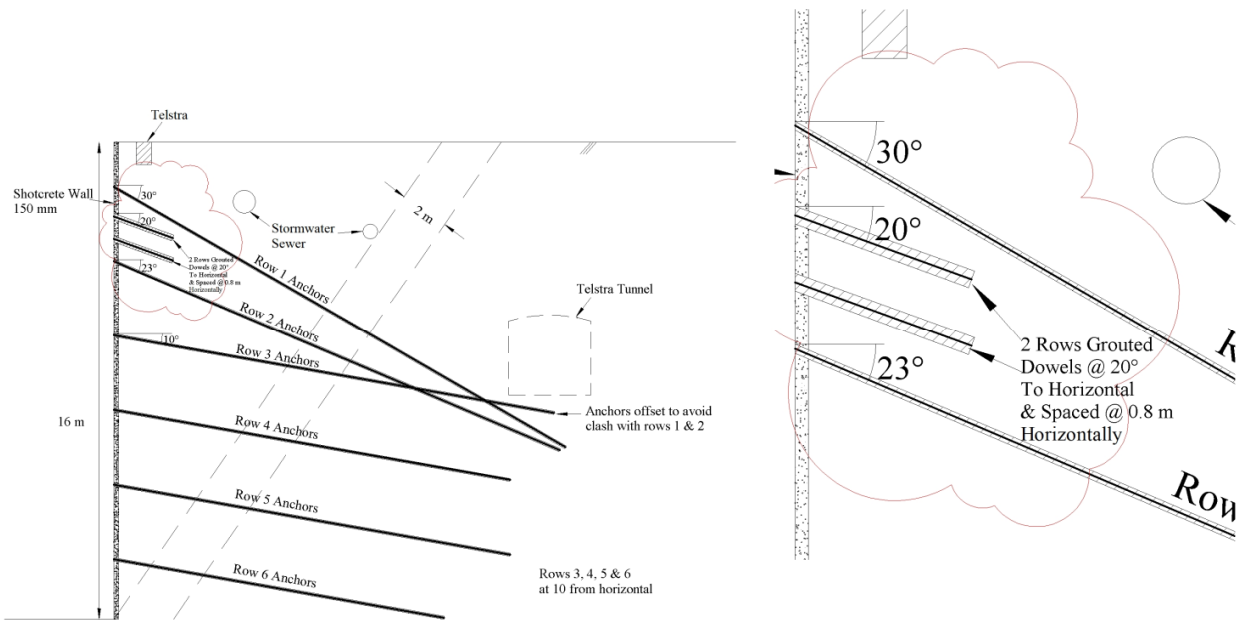 Telstra
Shotcrete Wall
150 mm
30°
20°
2 Rows Grouted
Dowels @ 20°
To Horizontal
& Spaced @ 0.8 m
Horizontally
23°
10°
Stormwater
Sewer
2 m
Row 1 Anchors
Row 2 Anchors
Row 3 Anchors
Telstra Tunnel
Anchors offset to avoid
clash with rows 1 & 2
16 m
Row 4 Anchors
Row 5 Anchors
Row 6 Anchors
Rows 3, 4, 5 & 6
at 10 from horizontal
30°
20°
23°
2 Rows Grouted
Dowels @ 20°
To Horizontal
& Spaced @ 0.8 m
Horizontally
Row